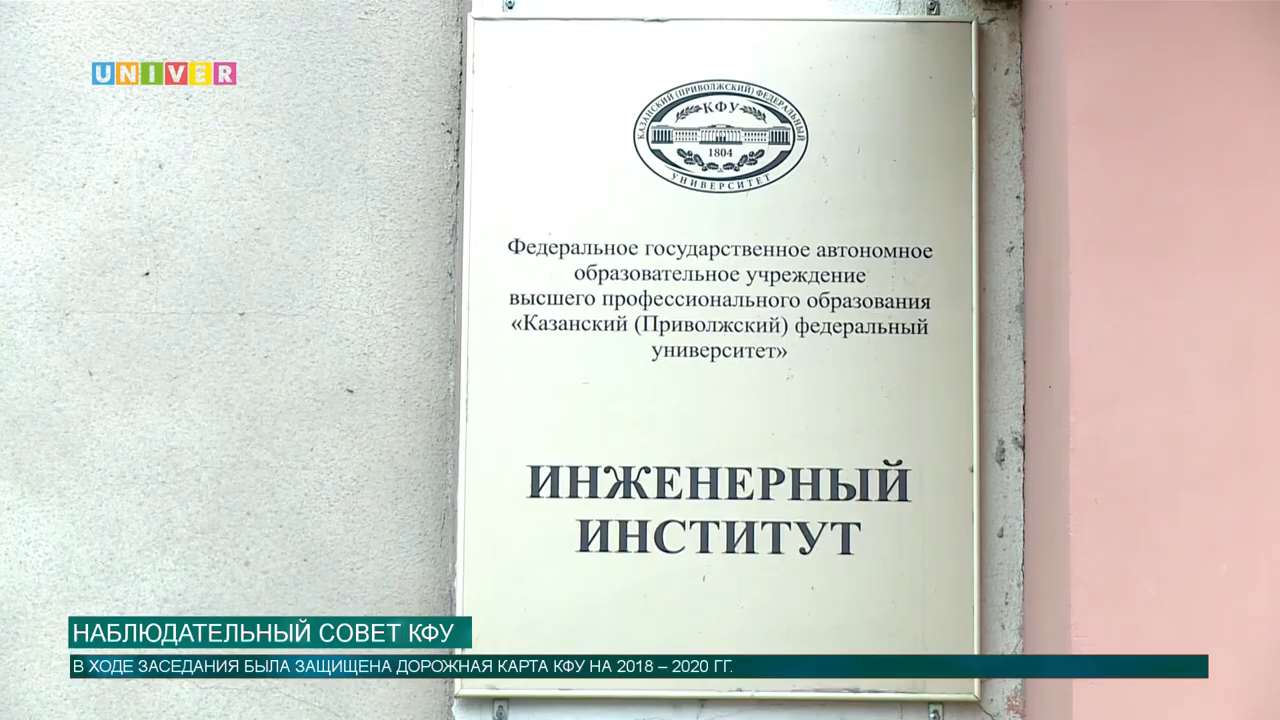 UNIVER
КАЗАНСКИЙ (ПРИВОЛЖСКИЙ) ФЕДЕРАЛЬНЫЙ
КФУ
1804
УНИВЕРСИТЕТ
Федеральное государственное автономное
образовательное учреждение
высшего профессионального образования
«Казанский (Приволжский) федеральный
университет»
ИНЖЕНЕРНЫЙ
ИНСТИТУТ
НАБЛЮДАТЕЛЬНЫЙ СОВЕТ КФУ
В ХОДЕ ЗАСЕДАНИЯ БЫЛА ЗАЩИЩЕНА ДОРОЖНАЯ КАРТА КФУ НА 2018 – 2020 ГГ.